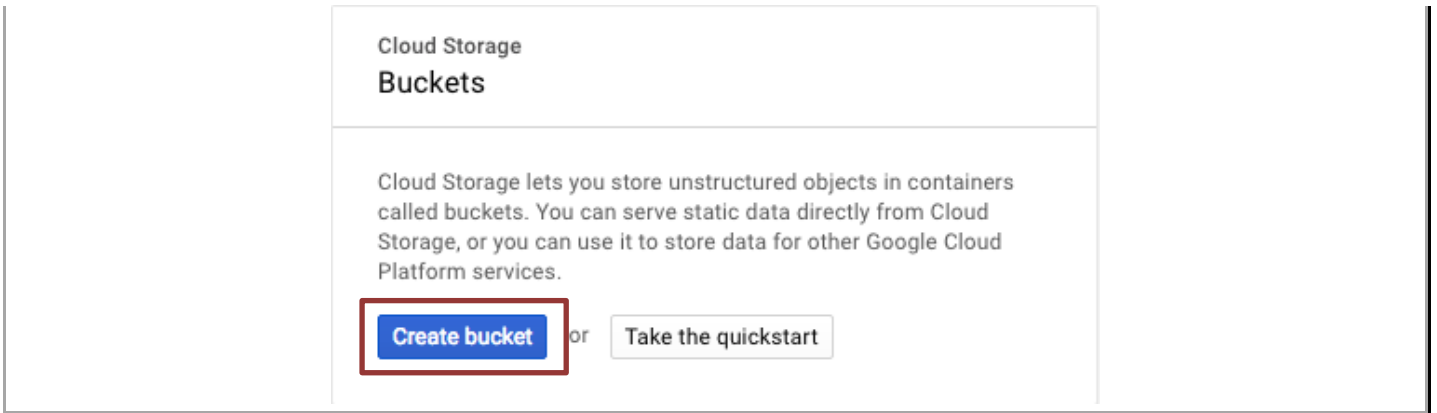 Cloud Storage
Buckets
Cloud Storage lets you store unstructured objects in containers
called buckets. You can serve static data directly from Cloud
Storage, or you can use it to store data for other Google Cloud
Platform services.
Create bucket or Take the quickstart